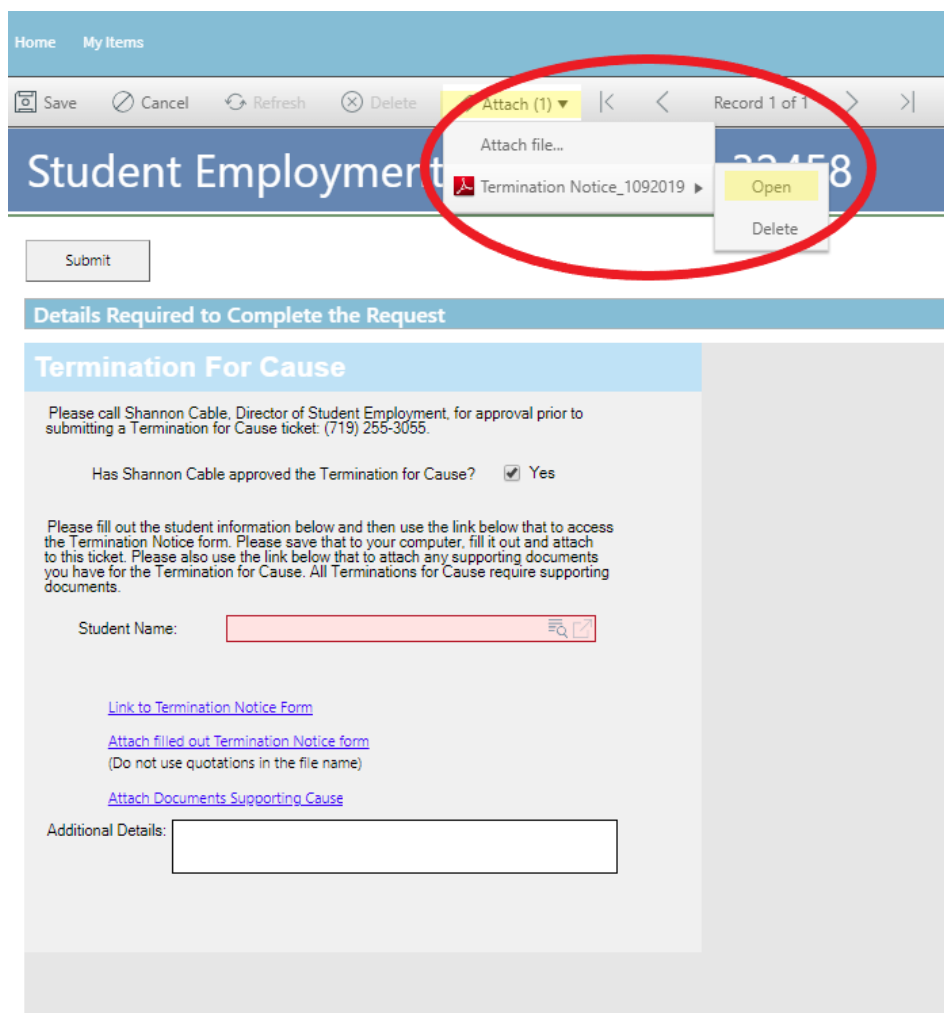 Home My Items
Save Cancel Refresh Delete Attach (1) Record 1 of 1
Attach file...
Student Employment 32458
Termination Notice_1092019 Open
Delete
Submit
Details Required to Complete the Request
Termination For Cause
Please call Shannon Cable, Director of Student Employment, for approval prior to
submitting a Termination for Cause ticket: (719) 255-3055.
Has Shannon Cable approved the Termination for Cause? Yes
Please fill out the student information below and then use the link below that to access
the Termination Notice form. Please save that to your computer, fill it out and attach
to this ticket. Please also use the link below that to attach any supporting documents
you have for the Termination for Cause. All Terminations for Cause require supporting
documents.
Student Name:
Link to Termination Notice Form
Attach filled out Termination Notice form
(Do not use quotations in the file name)
Attach Documents Supporting Cause
Additional Details: